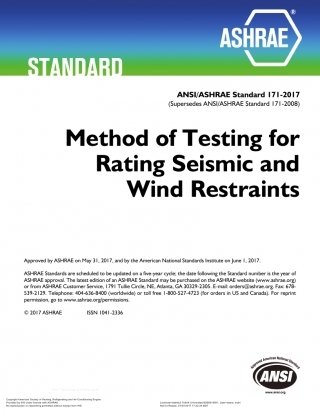 ASHRAE®
STANDARD
ANSI/ASHRAE Standard 171-2017
(Supersedes ANSI/ASHRAE Standard 171-2008)
Method of Testing for
Rating Seismic and
Wind Restraints
Approved by ASHRAE on May 31, 2017, and by the American National Standards Institute on June 1, 2017.
ASHRAE Standards are scheduled to be updated on a five-year cycle; the date following the Standard number is the year of
ASHRAE approval. The latest edition of an ASHRAE Standard may be purchased on the ASHRAE website (www.ashrae.org)
or from ASHRAE Customer Service, 1791 Tullie Circle, NE, Atlanta, GA 30329-2305. E-mail: orders@ashrae.org. Fax: 678-
539-2129. Telephone: 404-636-8400 (worldwide) or toll free 1-800-527-4723 (for orders in US and Canada). For reprint
permission, go to www.ashrae.org/permissions.
© 2017 ASHRAE ISSN 1041-2336
ANSI
www.ansi.org